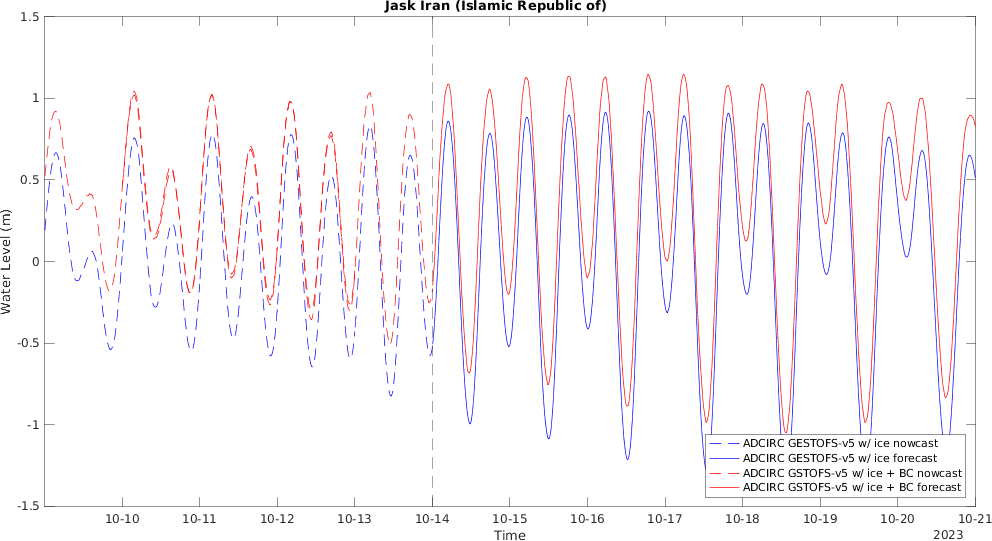 Jask Iran (Islamic Republic of)
1.5
1
0.5
0
-0.5
-1
-1.5
Water Level (m)
10-10
10-11
10-12
10-13
10-14
10-15
10-16
10-17
10-18
10-19
10-20
10-21
Time
2023
ADCIRC GESTOFS-v5 w/ ice nowcast
ADCIRC GESTOFS-v5 w/ ice forecast
ADCIRC GSTOFS-v5 w/ ice + BC nowcast
ADCIRC GSTOFS-v5 w/ ice + BC forecast